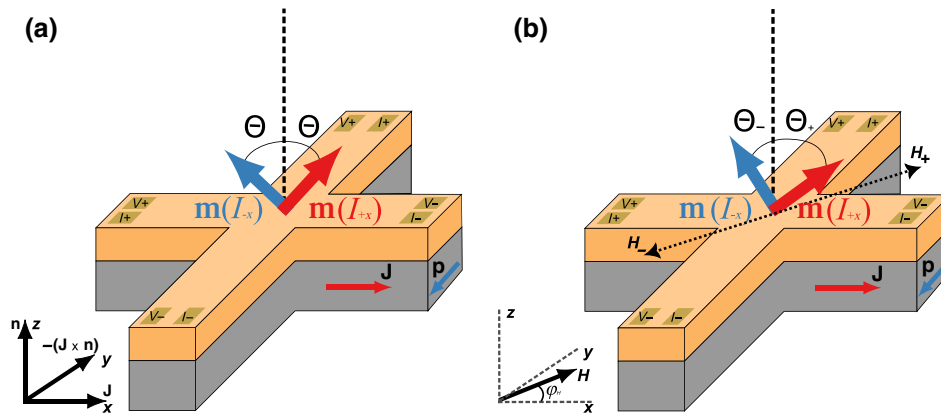 (a)
Θ Θ
V+ I+
m(I-x) m(I+x)
V+
I+
V-
I-
J
p
V- I-
n z
-(J x n)
y
J
x
(b)
Θ- Θ+
V+ I+
H+
m(I-x) m(I+x)
V+
I+
V-
I-
H-
J
p
V- I-
z
y
H
φH
x